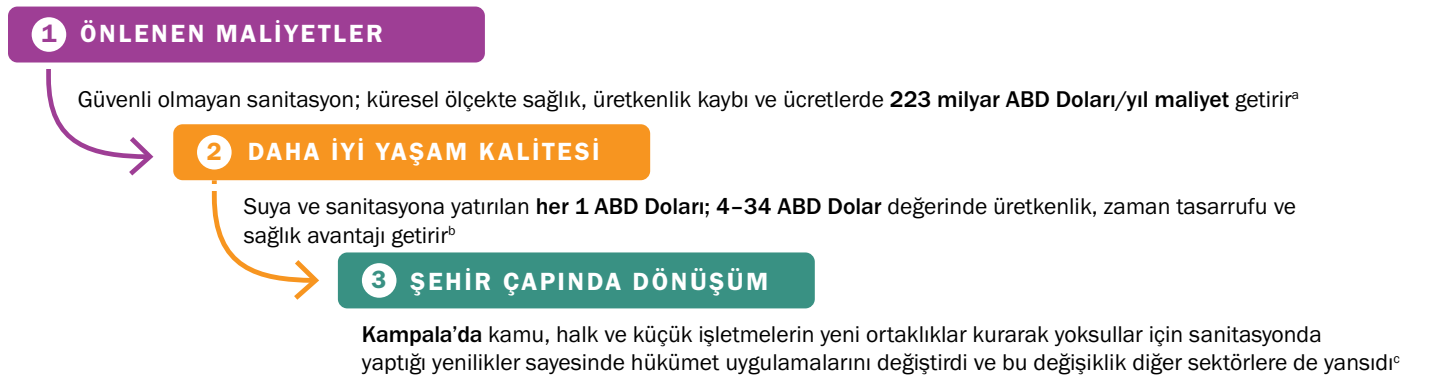 1 ÖNLENEN MALİYETLER
Güvenli olmayan sanitasyon; küresel ölçekte sağlık, üretkenlik kaybı ve ücretlerde 223 milyar ABD Doları/yıl maliyet getirirᵃ
2 DAHA İYİ YAŞAM KALİTESİ
Suya ve sanitasyona yatırılan her 1 ABD Doları; 4–34 ABD Dolar değerinde üretkenlik, zaman tasarrufu ve
sağlık avantajı getirirᵇ
3 ŞEHİR ÇAPINDA DÖNÜŞÜM
Kampala’da kamu, halk ve küçük işletmelerin yeni ortaklıklar kurarak yoksullar için sanitasyonda
yaptığı yenilikler sayesinde hükümet uygulamalarını değiştirdi ve bu değişiklik diğer sektörlere de yansıdıᶜ